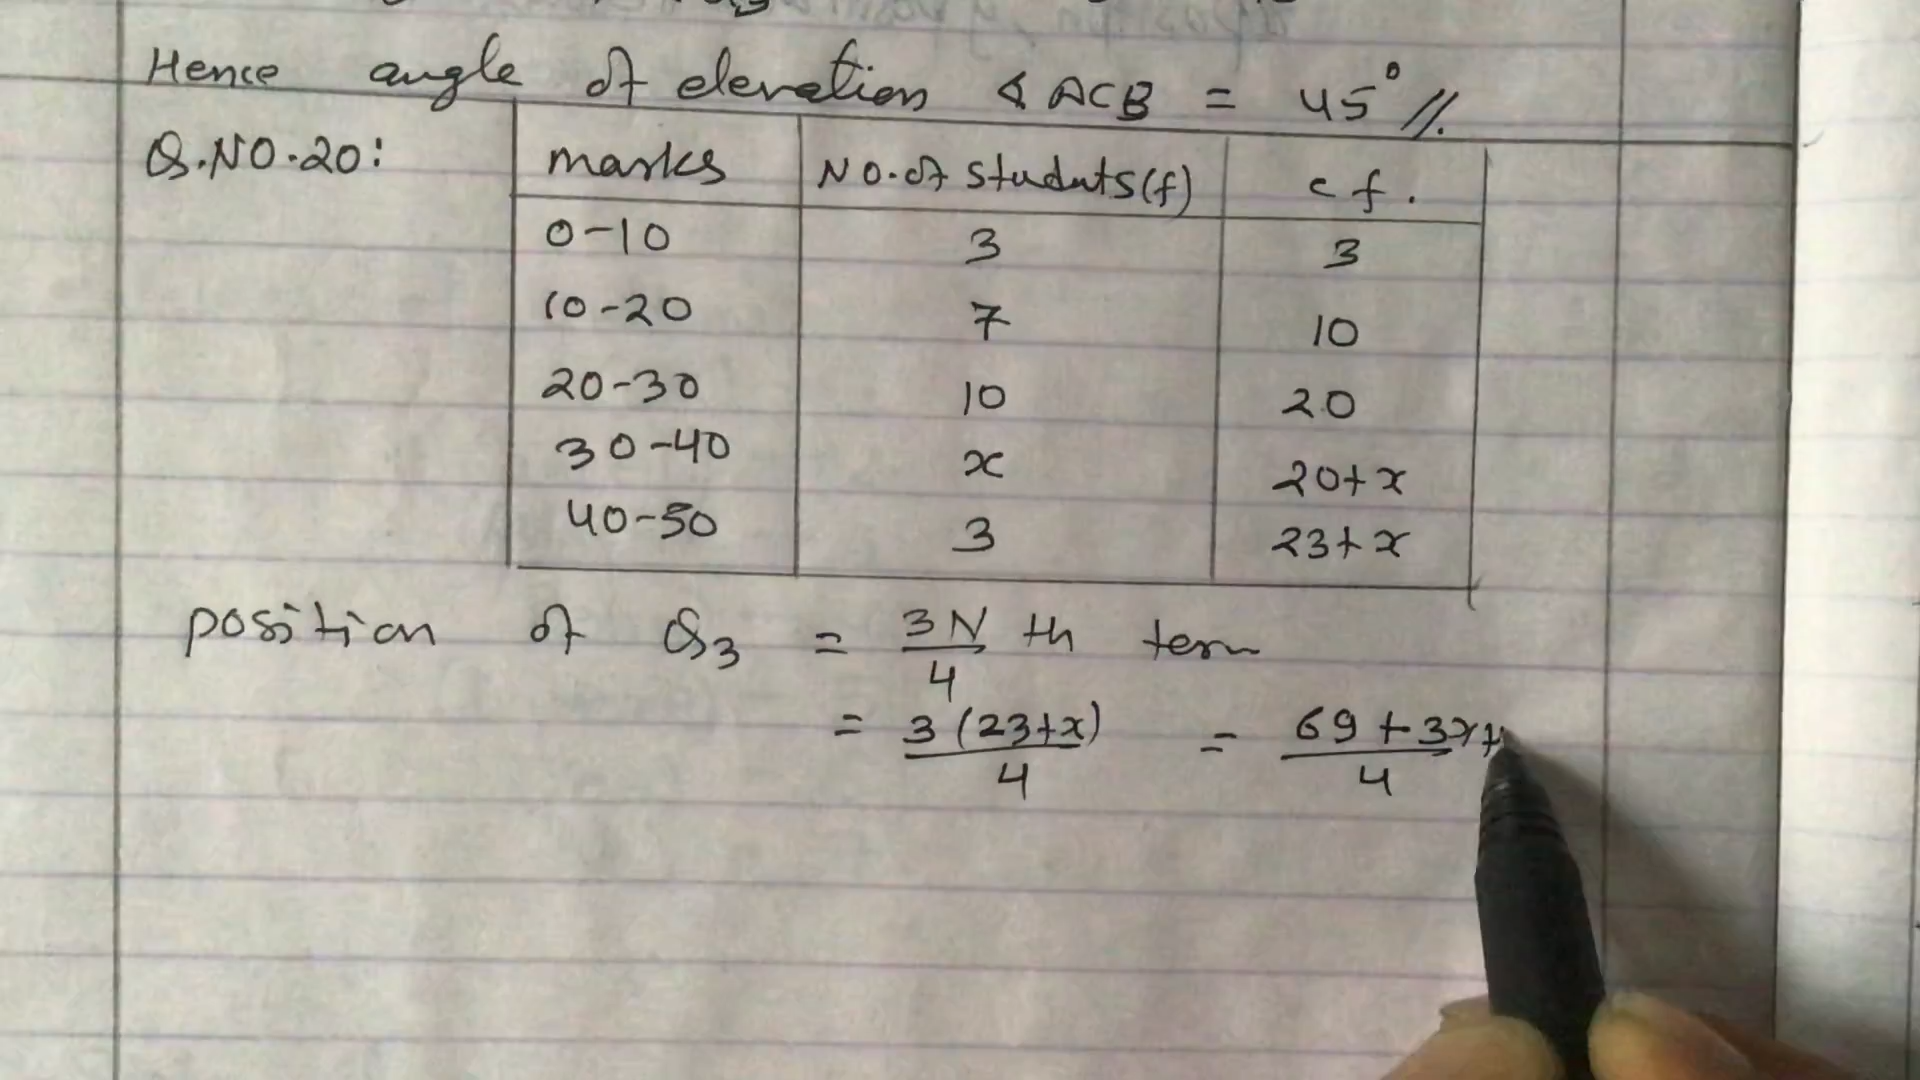 Hence angle of elevation ∡ ACB = 45° //.
Q.NO.20:
marks No.of students(f) cf.
0-10 3 3
10-20 7 10
20-30 10 20
30-40 x 20+x
40-50 3 23+x
position of Q3 = 3N/4 th term
= 3(23+x)/4 = 69+3x/4 t